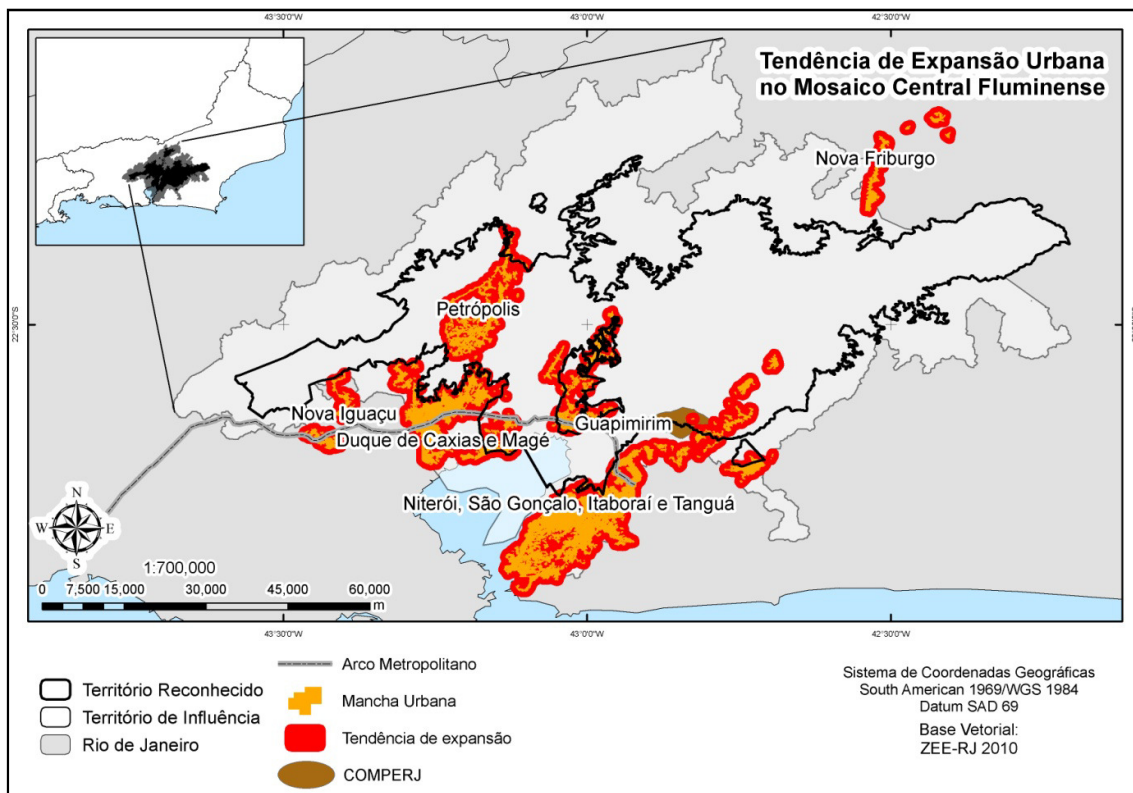 43°30'0"W
43°0'0"W
42°30'0"W
Tendência de Expansão Urbana
no Mosaico Central Fluminense
Nova Friburgo
22°30'0"S
Petrópolis
Nova Iguaçu
Guapimirim
Duque de Caxias e Magé
Niterói, São Gonçalo, Itaboraí e Tanguá
N
W
E
S
1:700,000
0 7,500 15,000 30,000 45,000 60,000
m
43°30'0"W
43°0'0"W
42°30'0"W
Território Reconhecido
Território de Influência
Rio de Janeiro
Arco Metropolitano
Mancha Urbana
Tendência de expansão
COMPERJ
Sistema de Coordenadas Geográficas
South American 1969/WGS 1984
Datum SAD 69
Base Vetorial:
ZEE-RJ 2010